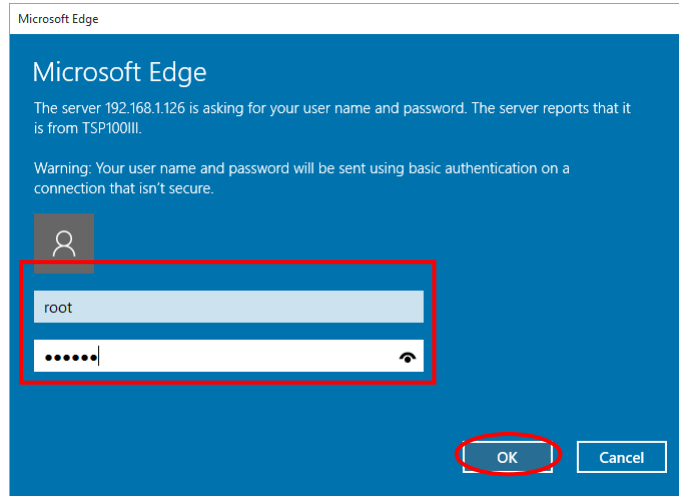 Microsoft Edge
Microsoft Edge
The server 192.168.1.126 is asking for your user name and password. The server reports that it
is from TSP100III.
Warning: Your user name and password will be sent using basic authentication on a
connection that isn't secure.
root
●●●●●●
OK Cancel